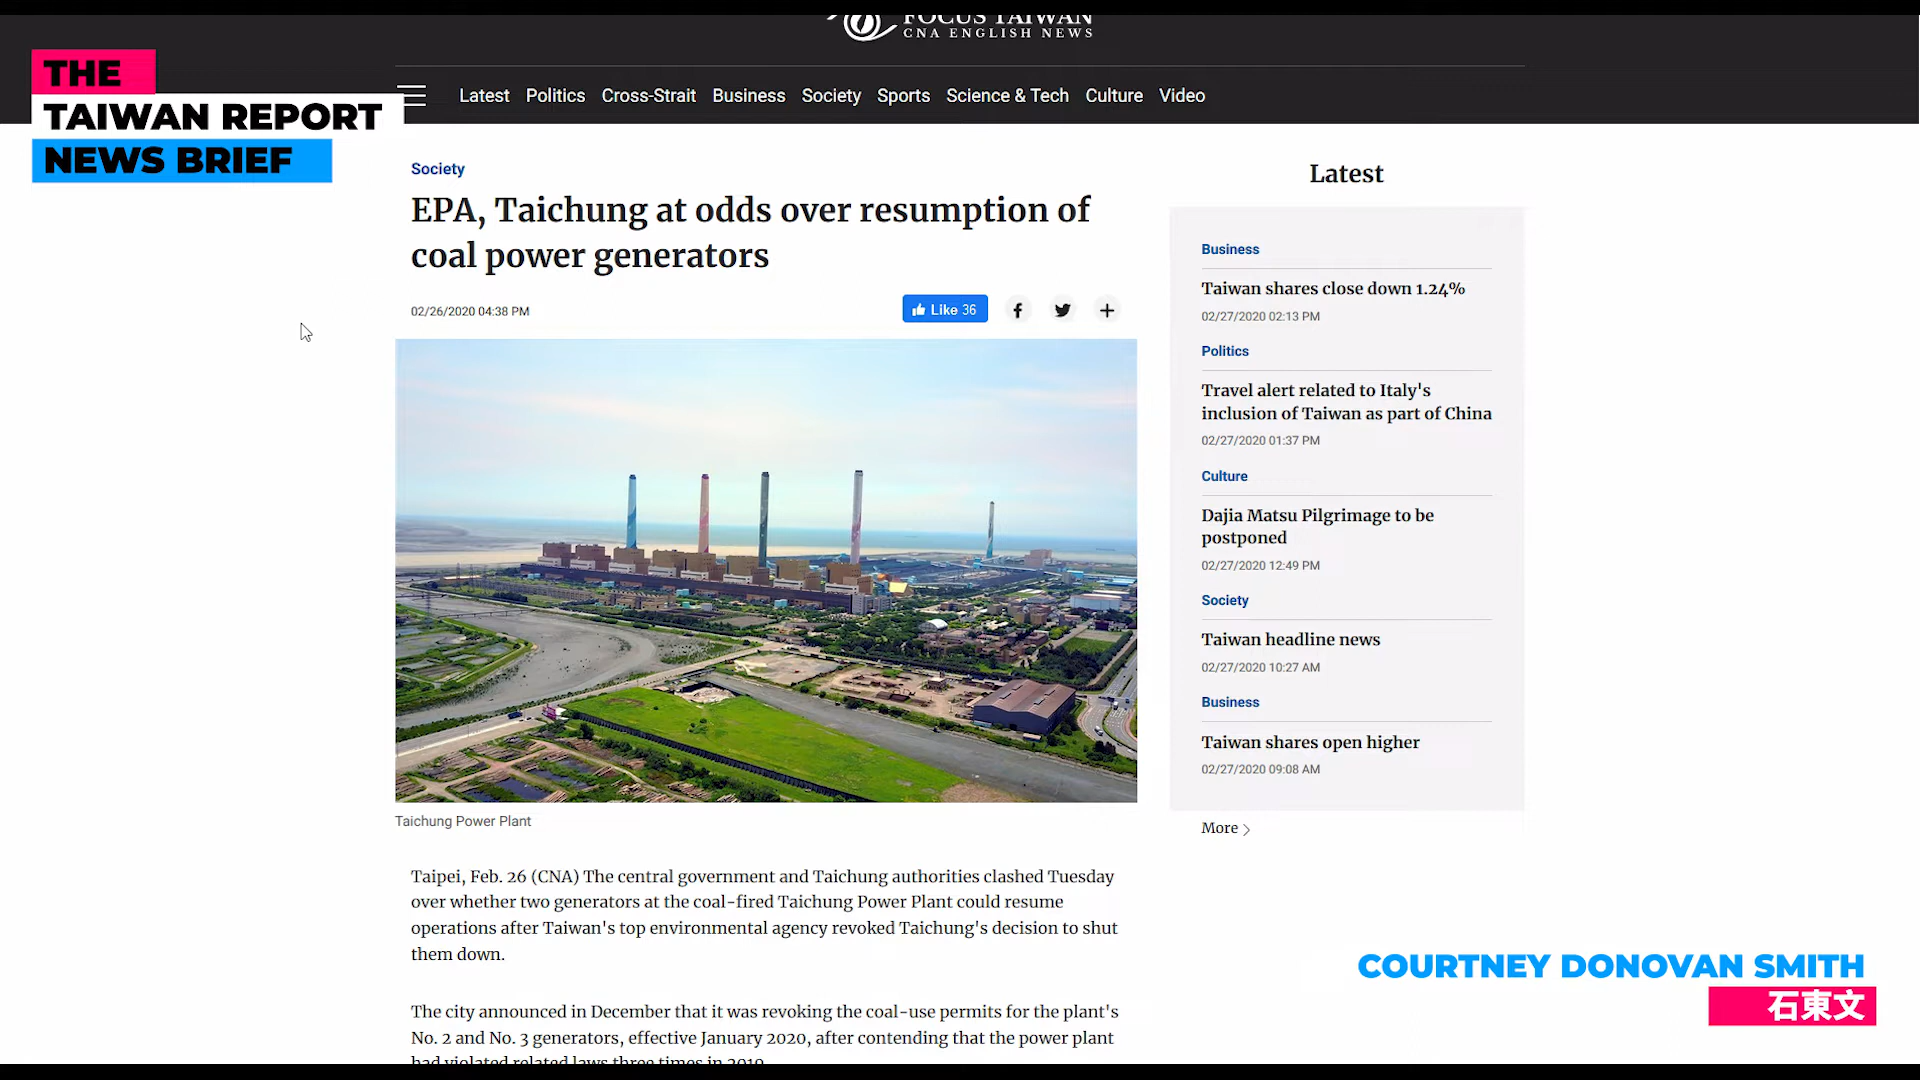 FOCUS TAIWAN
CNA ENGLISH NEWS
THE
TAIWAN REPORT
NEWS BRIEF
Latest Politics Cross-Strait Business Society Sports Science & Tech Culture Video
Society
EPA, Taichung at odds over resumption of
coal power generators
02/26/2020 04:38 PM
Like 36
Taichung Power Plant
Taipei, Feb. 26 (CNA) The central government and Taichung authorities clashed Tuesday
over whether two generators at the coal-fired Taichung Power Plant could resume
operations after Taiwan's top environmental agency revoked Taichung's decision to shut
them down.
The city announced in December that it was revoking the coal-use permits for the plant's
No. 2 and No. 3 generators, effective January 2020, after contending that the power plant
had violated related laws three times in 2019
Latest
Business
Taiwan shares close down 1.24%
02/27/2020 02:13 PM
Politics
Travel alert related to Italy's
inclusion of Taiwan as part of China
02/27/2020 01:37 PM
Culture
Dajia Matsu Pilgrimage to be
postponed
02/27/2020 12:49 PM
Society
Taiwan headline news
02/27/2020 10:27 AM
Business
Taiwan shares open higher
02/27/2020 09:08 AM
More
COURTNEY DONOVAN SMITH
石東文